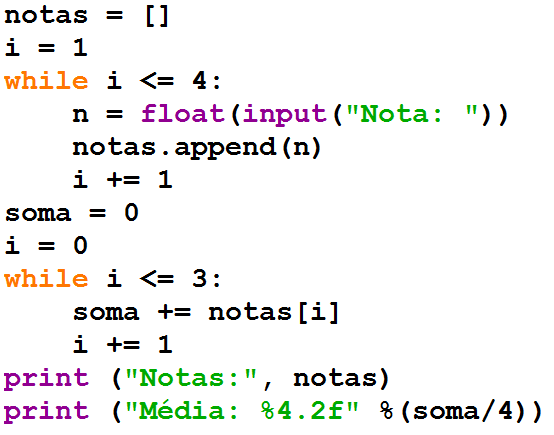 notas = []
i = 1
while i <= 4:
    n = float(input("Nota: "))
    notas.append(n)
    i += 1
soma = 0
i = 0
while i <= 3:
    soma += notas[i]
    i += 1
print ("Notas:", notas)
print ("Média: %4.2f" %(soma/4))